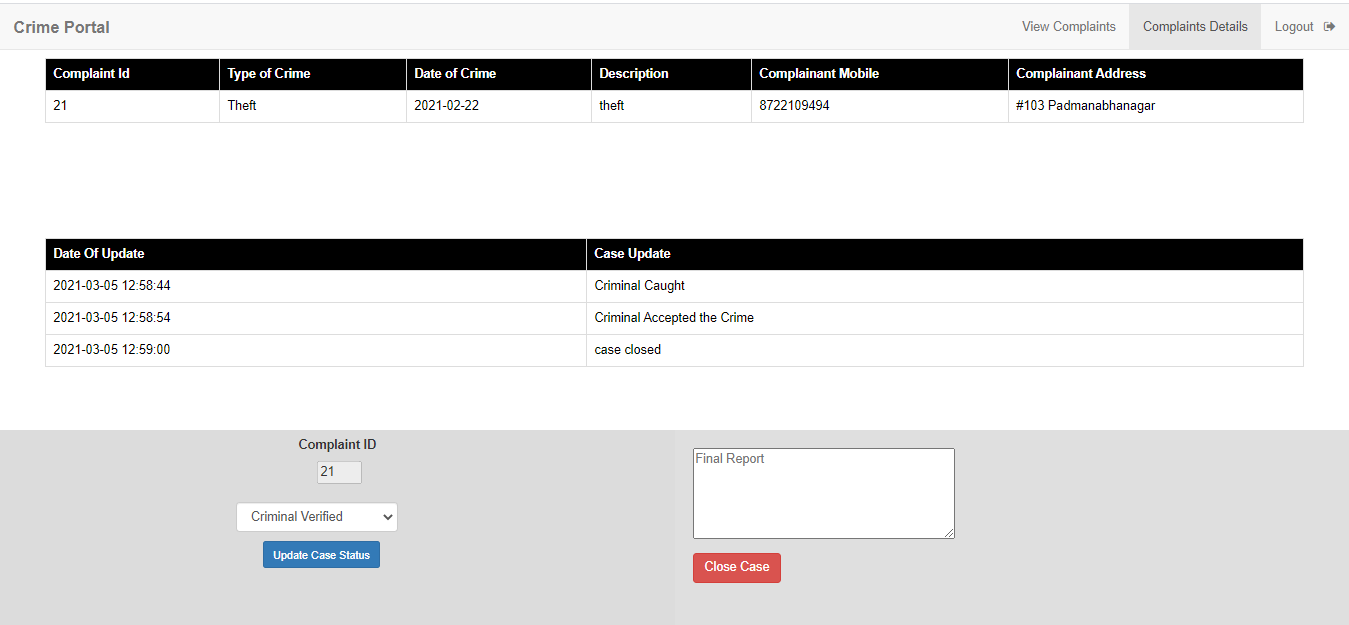 Crime Portal View Complaints Complaints Details Logout
Complaint Id Type of Crime Date of Crime Description Complainant Mobile Complainant Address
21 Theft 2021-02-22 theft 8722109494 #103 Padmanabhanagar
Date Of Update Case Update
2021-03-05 12:58:44 Criminal Caught
2021-03-05 12:58:54 Criminal Accepted the Crime
2021-03-05 12:59:00 case closed
Complaint ID
21
Criminal Verified
Update Case Status
Final Report
Close Case